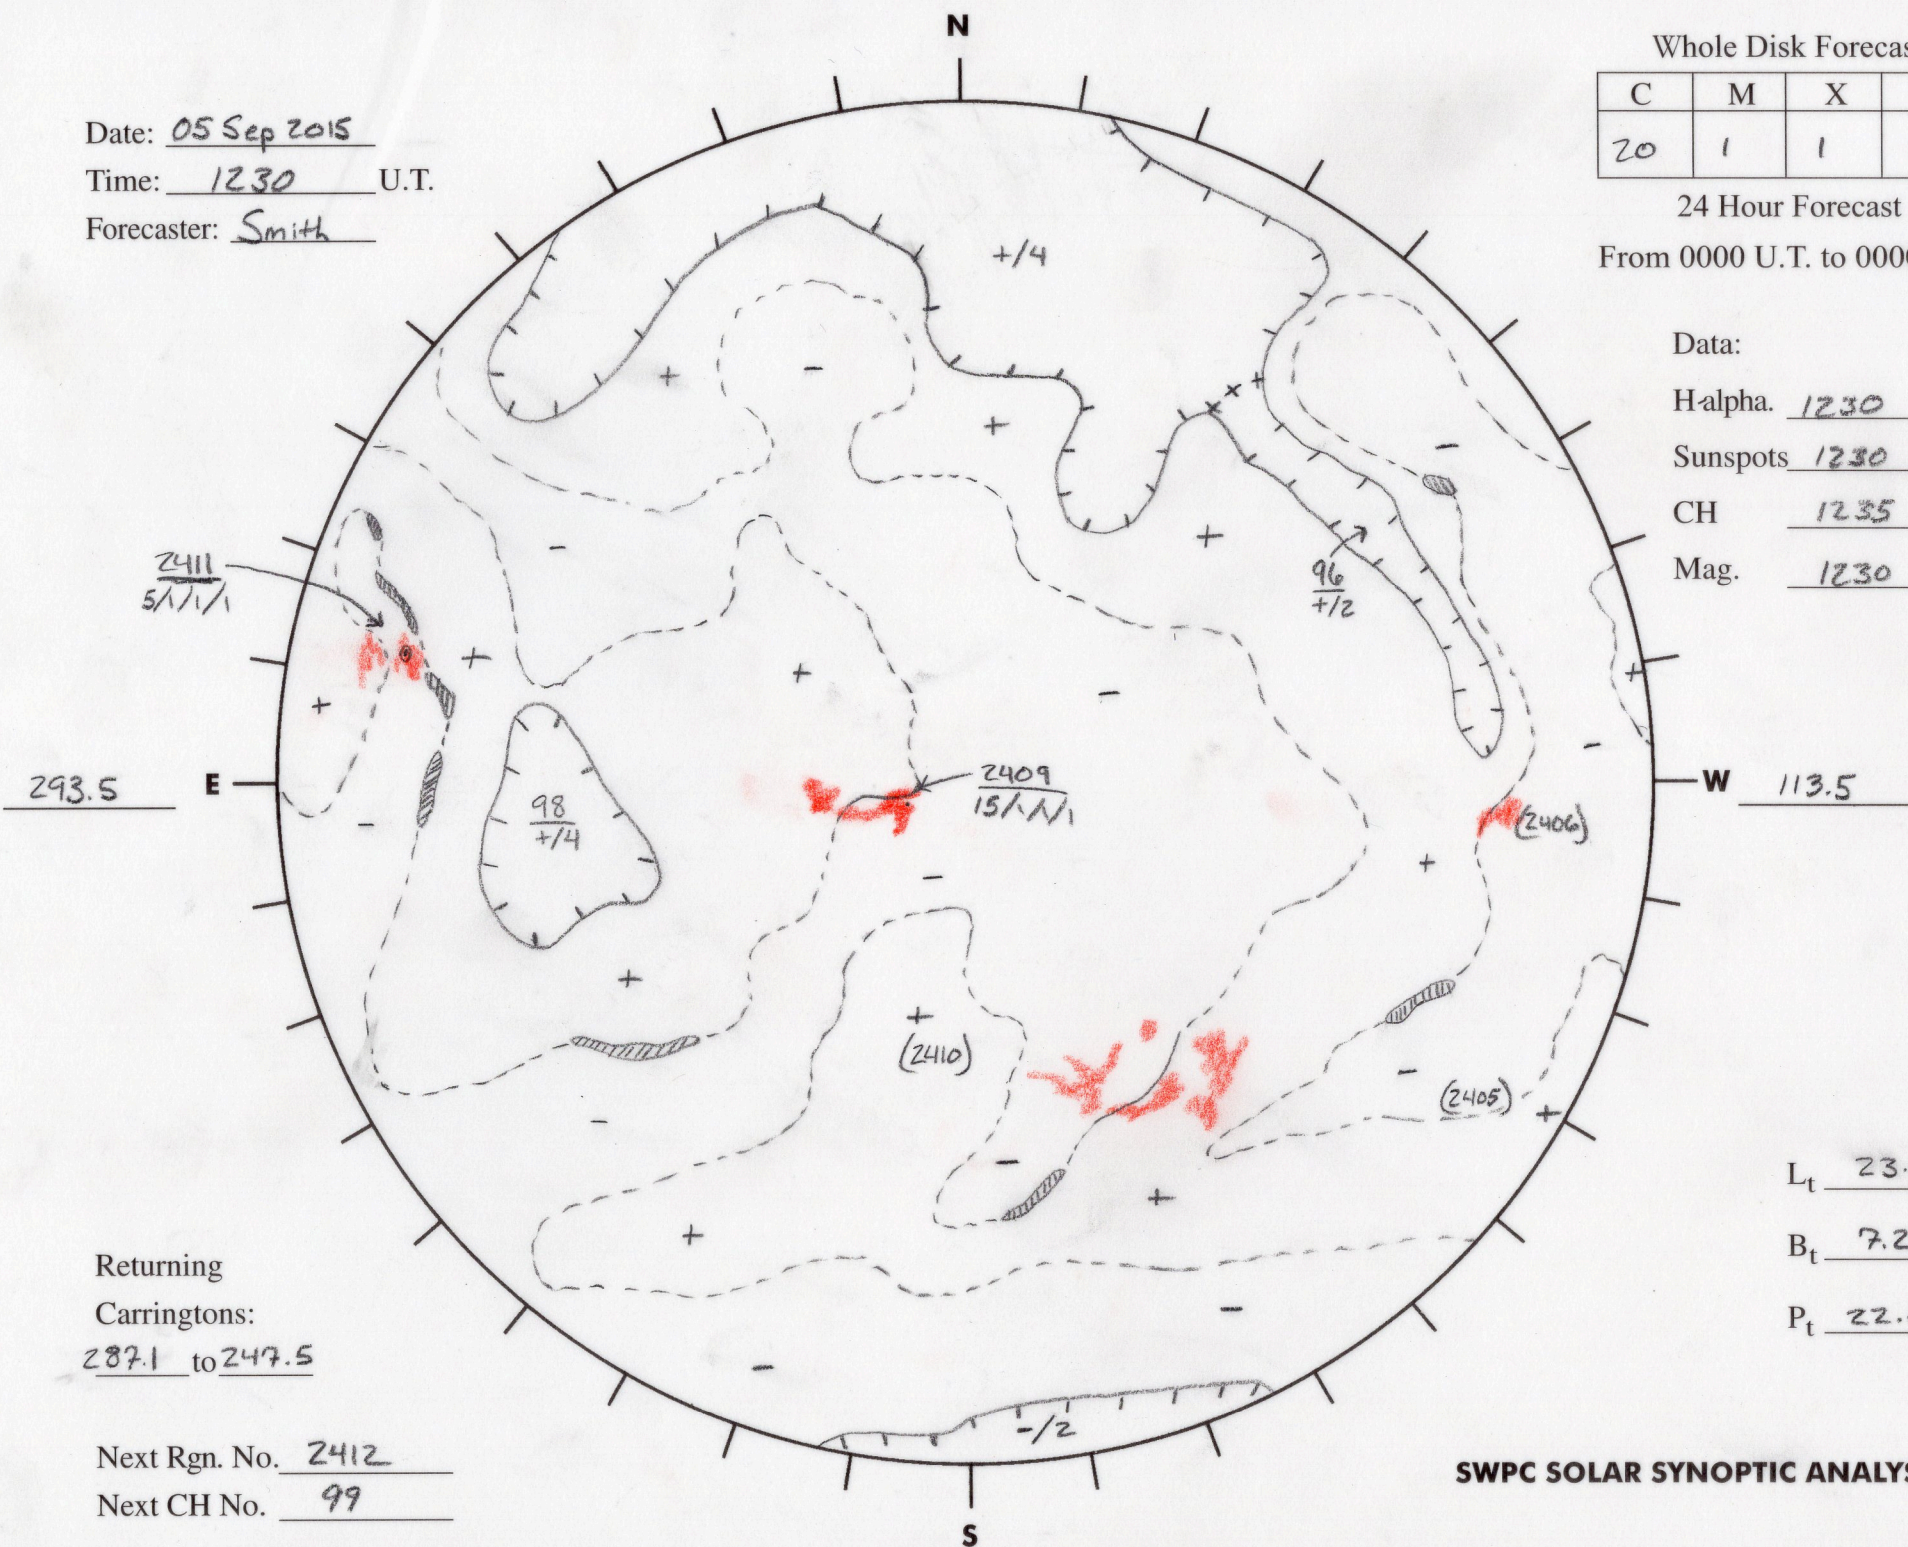 N
Whole Disk Forecas
C M X
20 1 1
24 Hour Forecast
From 0000 U.T. to 000
Date: 05 Sep 2015
Time: 1230 U.T.
Forecaster: Smith
+/4
Data:
H-alpha. 1230
Sunspots 1230
CH 1235
Mag. 1230
2411
5/1/1/1
96
+/2
293.5 E
W 113.5
98
+/4
2409
15/1/1/1
(2406)
(2410)
(2405)
Lt 23.
Bt 7.2
Pt 22.
Returning
Carringtons:
287.1 to 247.5
-/2
Next Rgn. No. 2412
Next CH No. 99
SWPC SOLAR SYNOPTIC ANALYS
S